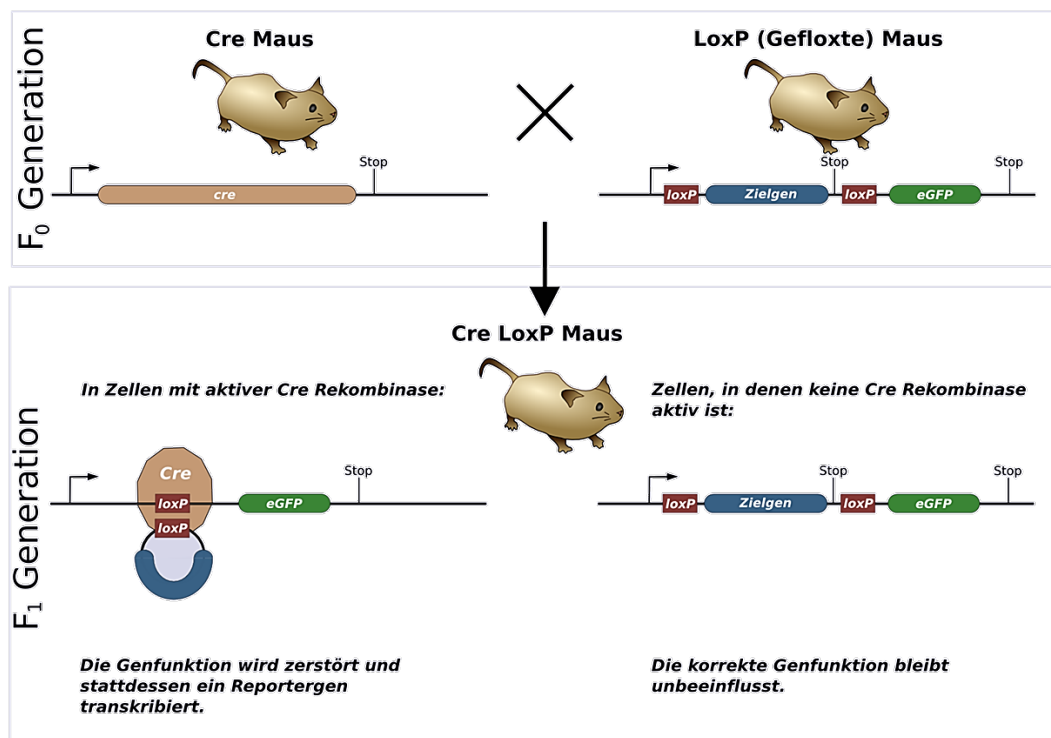 F0 Generation
Cre Maus
LoxP (Gefloxte) Maus
Stop
cre
Stop
Stop
loxP
Zielgen
loxP
eGFP
F1 Generation
Cre LoxP Maus
In Zellen mit aktiver Cre Rekombinase:
Zellen, in denen keine Cre Rekombinase
aktiv ist:
Stop
Cre
loxP
eGFP
loxP
Stop
Stop
loxP
Zielgen
loxP
eGFP
Die Genfunktion wird zerstört und
stattdessen ein Reportergen
transkribiert.
Die korrekte Genfunktion bleibt
unbeeinflusst.